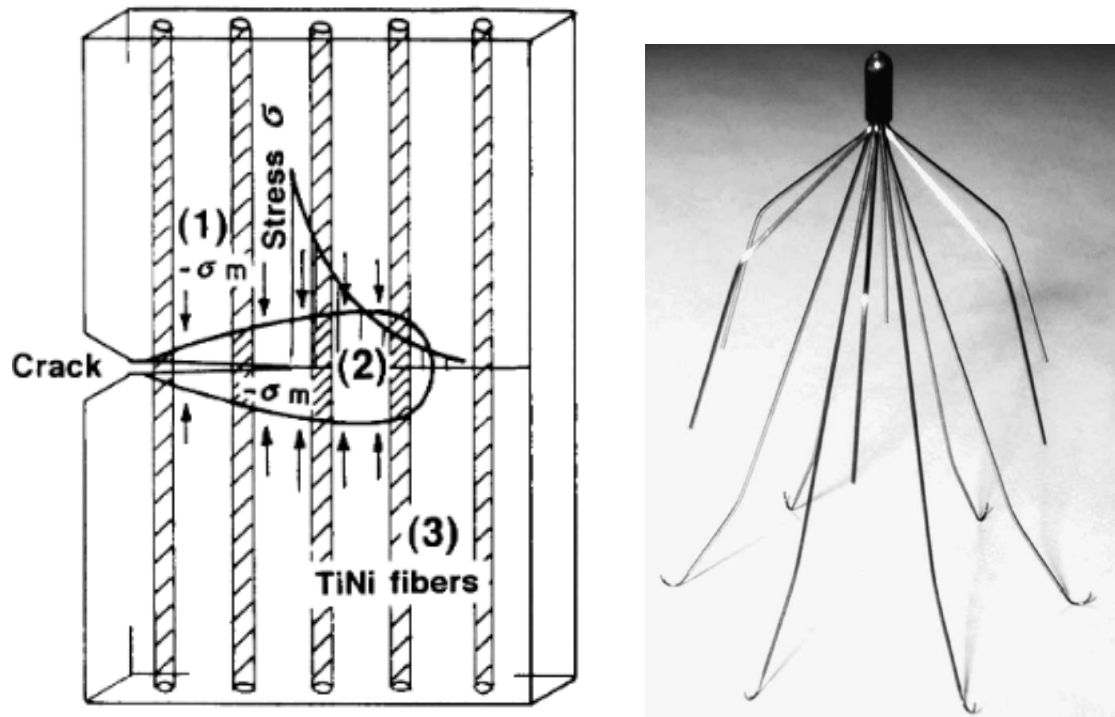 Stress σ
(1)
-σ m
Crack
(2)
-σ m
(3)
TiNi fibers